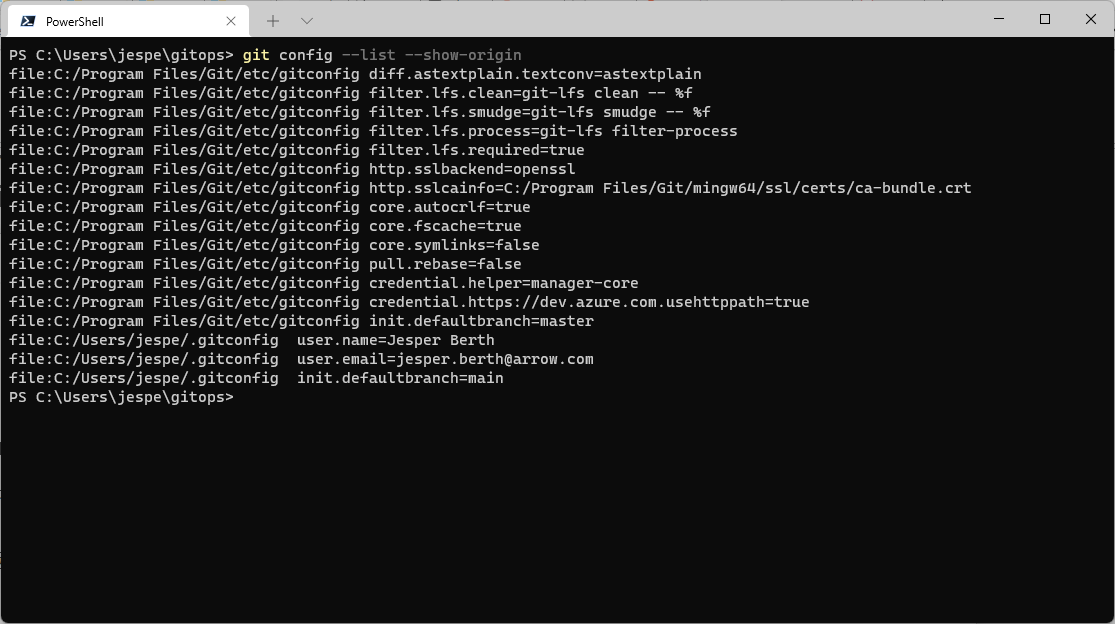 PowerShell
PS C:\Users\jespe\gitops> git config --list --show-origin
file:C:/Program Files/Git/etc/gitconfig diff.astextplain.textconv=astextplain
file:C:/Program Files/Git/etc/gitconfig filter.lfs.clean=git-lfs clean -- %f
file:C:/Program Files/Git/etc/gitconfig filter.lfs.smudge=git-lfs smudge -- %f
file:C:/Program Files/Git/etc/gitconfig filter.lfs.process=git-lfs filter-process
file:C:/Program Files/Git/etc/gitconfig filter.lfs.required=true
file:C:/Program Files/Git/etc/gitconfig http.sslbackend=openssl
file:C:/Program Files/Git/etc/gitconfig http.sslcainfo=C:/Program Files/Git/mingw64/ssl/certs/ca-bundle.crt
file:C:/Program Files/Git/etc/gitconfig core.autocrlf=true
file:C:/Program Files/Git/etc/gitconfig core.fscache=true
file:C:/Program Files/Git/etc/gitconfig core.symlinks=false
file:C:/Program Files/Git/etc/gitconfig pull.rebase=false
file:C:/Program Files/Git/etc/gitconfig credential.helper=manager-core
file:C:/Program Files/Git/etc/gitconfig credential.https://dev.azure.com.usehttppath=true
file:C:/Program Files/Git/etc/gitconfig init.defaultbranch=master
file:C:/Users/jespe/.gitconfig  user.name=Jesper Berth
file:C:/Users/jespe/.gitconfig  user.email=jesper.berth@arrow.com
file:C:/Users/jespe/.gitconfig  init.defaultbranch=main
PS C:\Users\jespe\gitops>